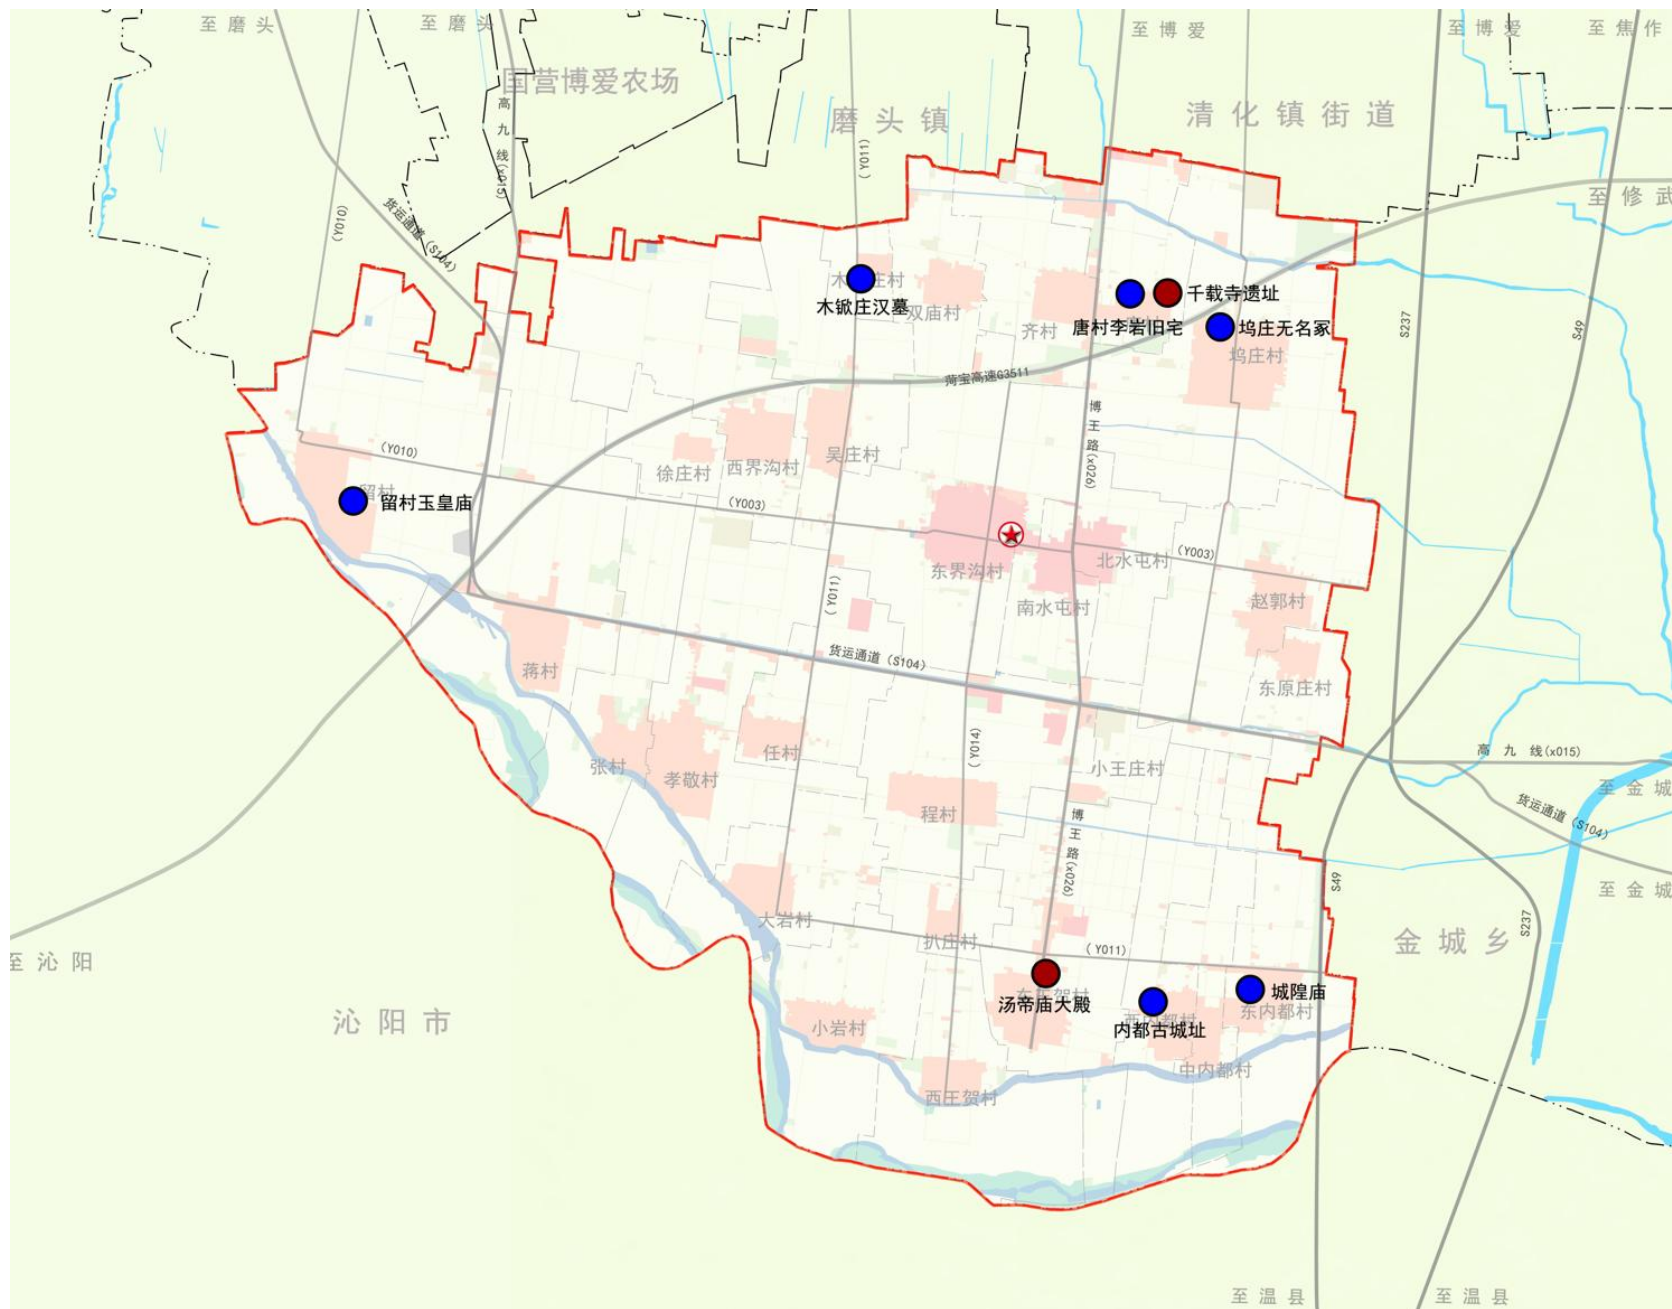 至磨头
至磨头
至博爱
至博爱
至焦作
国营博爱农场
磨头镇
清化镇街道
高九线(x015)
(Y011)
至修武
(Y010)
货运通道（S104）
木 庄村
木锨庄汉墓
双庙村
齐村
唐村李岩旧宅
千载寺遗址
坞庄无名冢
坞庄村
S237
S49
菏宝高速G3511
博王路(x026)
(Y010)
徐庄村
西界沟村
吴庄村
留村
留村玉皇庙
(Y003)
东界沟村
北水屯村
(Y003)
南水屯村
赵郭村
(Y011)
货运通道（S104）
蒋村
东原庄村
(Y014)
任村
张村
孝敬村
小王庄村
高九线(x015)
至金城
货运通道（S104）
程村
博王路(x026)
S49
至金城
大岩村
扒庄村
(Y011)
金城乡
S237
至沁阳
沁阳市
汤帝庙大殿
城隍庙
东内都村
西内都村
内都古城址
小岩村
中内都村
西王贺村
至温县
至温县